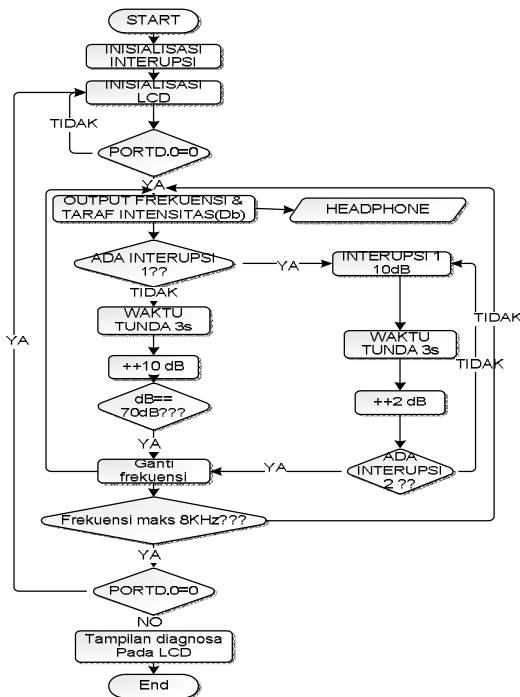 START
INISIALISASI
INTERUPSI
INISIALISASI
LCD
TIDAK
PORTD.0=0
YA
OUTPUT FREKUENSI &
TARAF INTENSITAS(Db)
HEADPHONE
ADA INTERUPSI
1??
YA
INTERUPSI 1
10dB
TIDAK
TIDAK
WAKTU
TUNDA 3s
WAKTU
TUNDA 3s
TIDAK
YA
++10 dB
++2 dB
dB==
70dB???
YA
ADA
INTERUPSI
2 ??
YA
Ganti
frekuensi
Frekuensi maks 8KHz???
YA
PORTD.0=0
NO
Tampilan diagnosa
Pada LCD
End